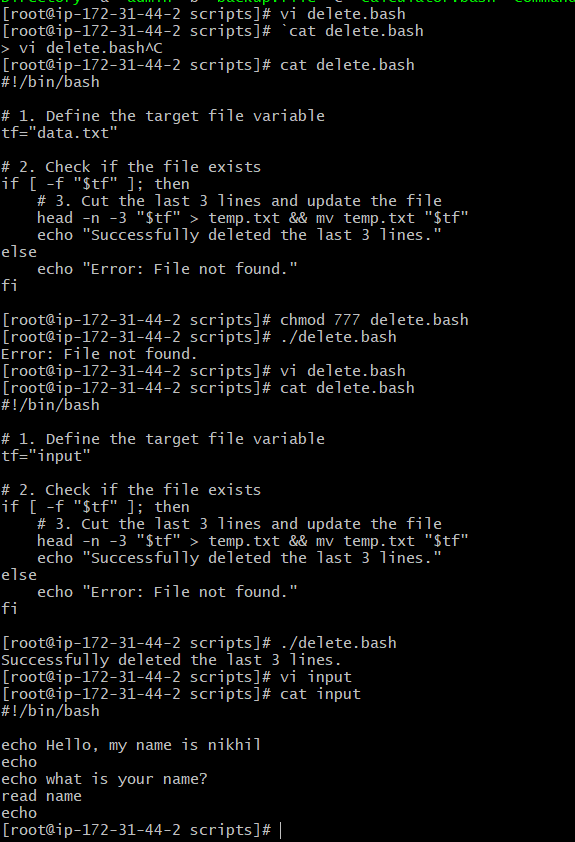 [root@ip-172-31-44-2 scripts]# vi delete.bash
[root@ip-172-31-44-2 scripts]# `cat delete.bash
> vi delete.bash^C
[root@ip-172-31-44-2 scripts]# cat delete.bash
#!/bin/bash

# 1. Define the target file variable
tf="data.txt"

# 2. Check if the file exists
if [ -f "$tf" ]; then
    # 3. Cut the last 3 lines and update the file
    head -n -3 "$tf" > temp.txt && mv temp.txt "$tf"
    echo "Successfully deleted the last 3 lines."
else
    echo "Error: File not found."
fi

[root@ip-172-31-44-2 scripts]# chmod 777 delete.bash
[root@ip-172-31-44-2 scripts]# ./delete.bash
Error: File not found.
[root@ip-172-31-44-2 scripts]# vi delete.bash
[root@ip-172-31-44-2 scripts]# cat delete.bash
#!/bin/bash

# 1. Define the target file variable
tf="input"

# 2. Check if the file exists
if [ -f "$tf" ]; then
    # 3. Cut the last 3 lines and update the file
    head -n -3 "$tf" > temp.txt && mv temp.txt "$tf"
    echo "Successfully deleted the last 3 lines."
else
    echo "Error: File not found."
fi

[root@ip-172-31-44-2 scripts]# ./delete.bash
Successfully deleted the last 3 lines.
[root@ip-172-31-44-2 scripts]# vi input
[root@ip-172-31-44-2 scripts]# cat input
#!/bin/bash

echo Hello, my name is nikhil
echo
echo what is your name?
read name
echo
[root@ip-172-31-44-2 scripts]#